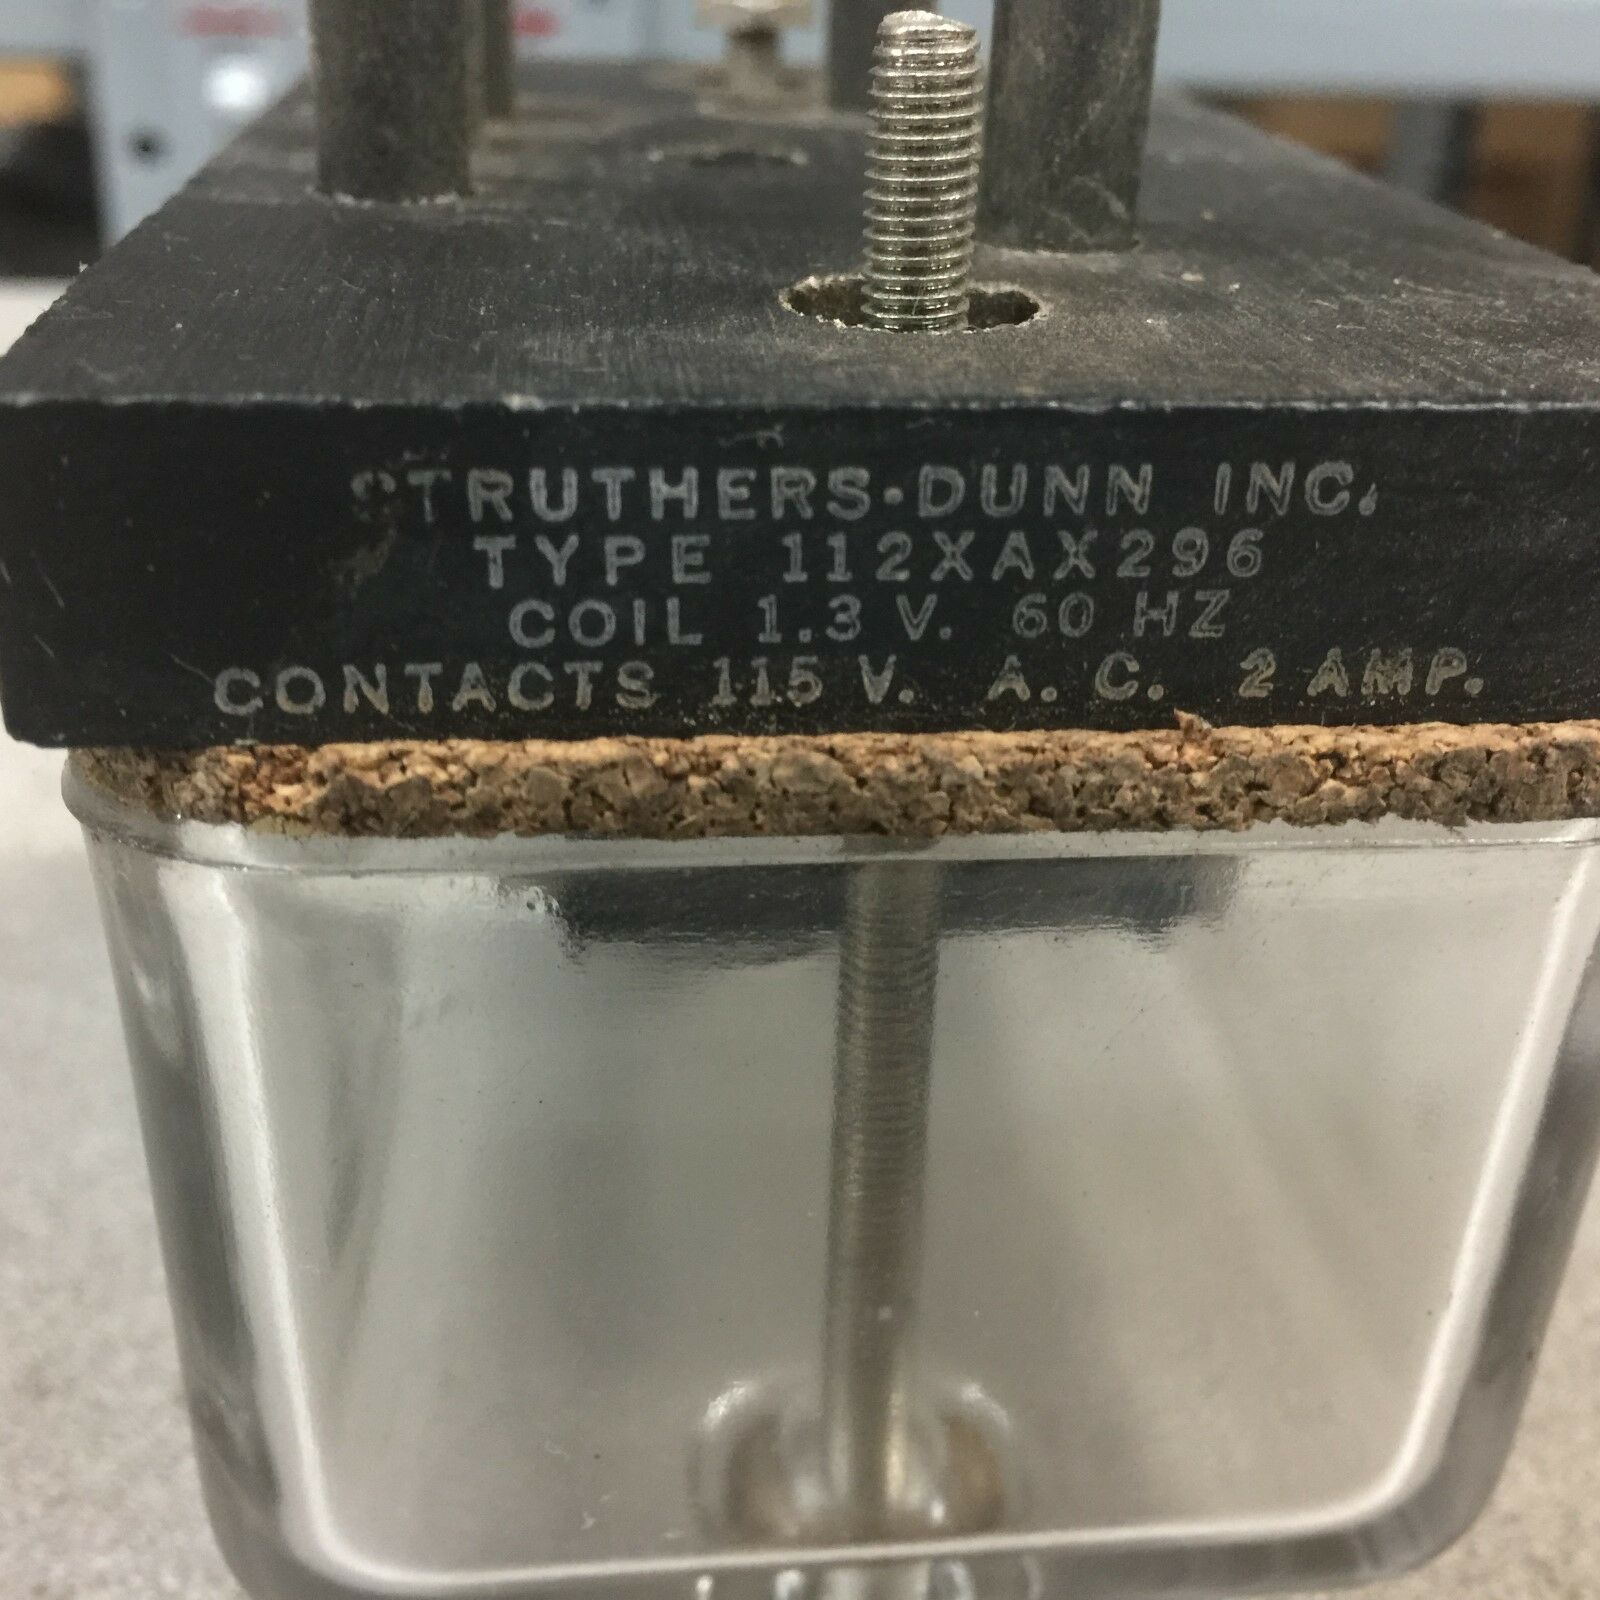 STRUTHERS·DUNN INC.
TYPE 112XAX296
COIL 1.3 V. 60 HZ
CONTACTS 115 V. A. C. 2 AMP.